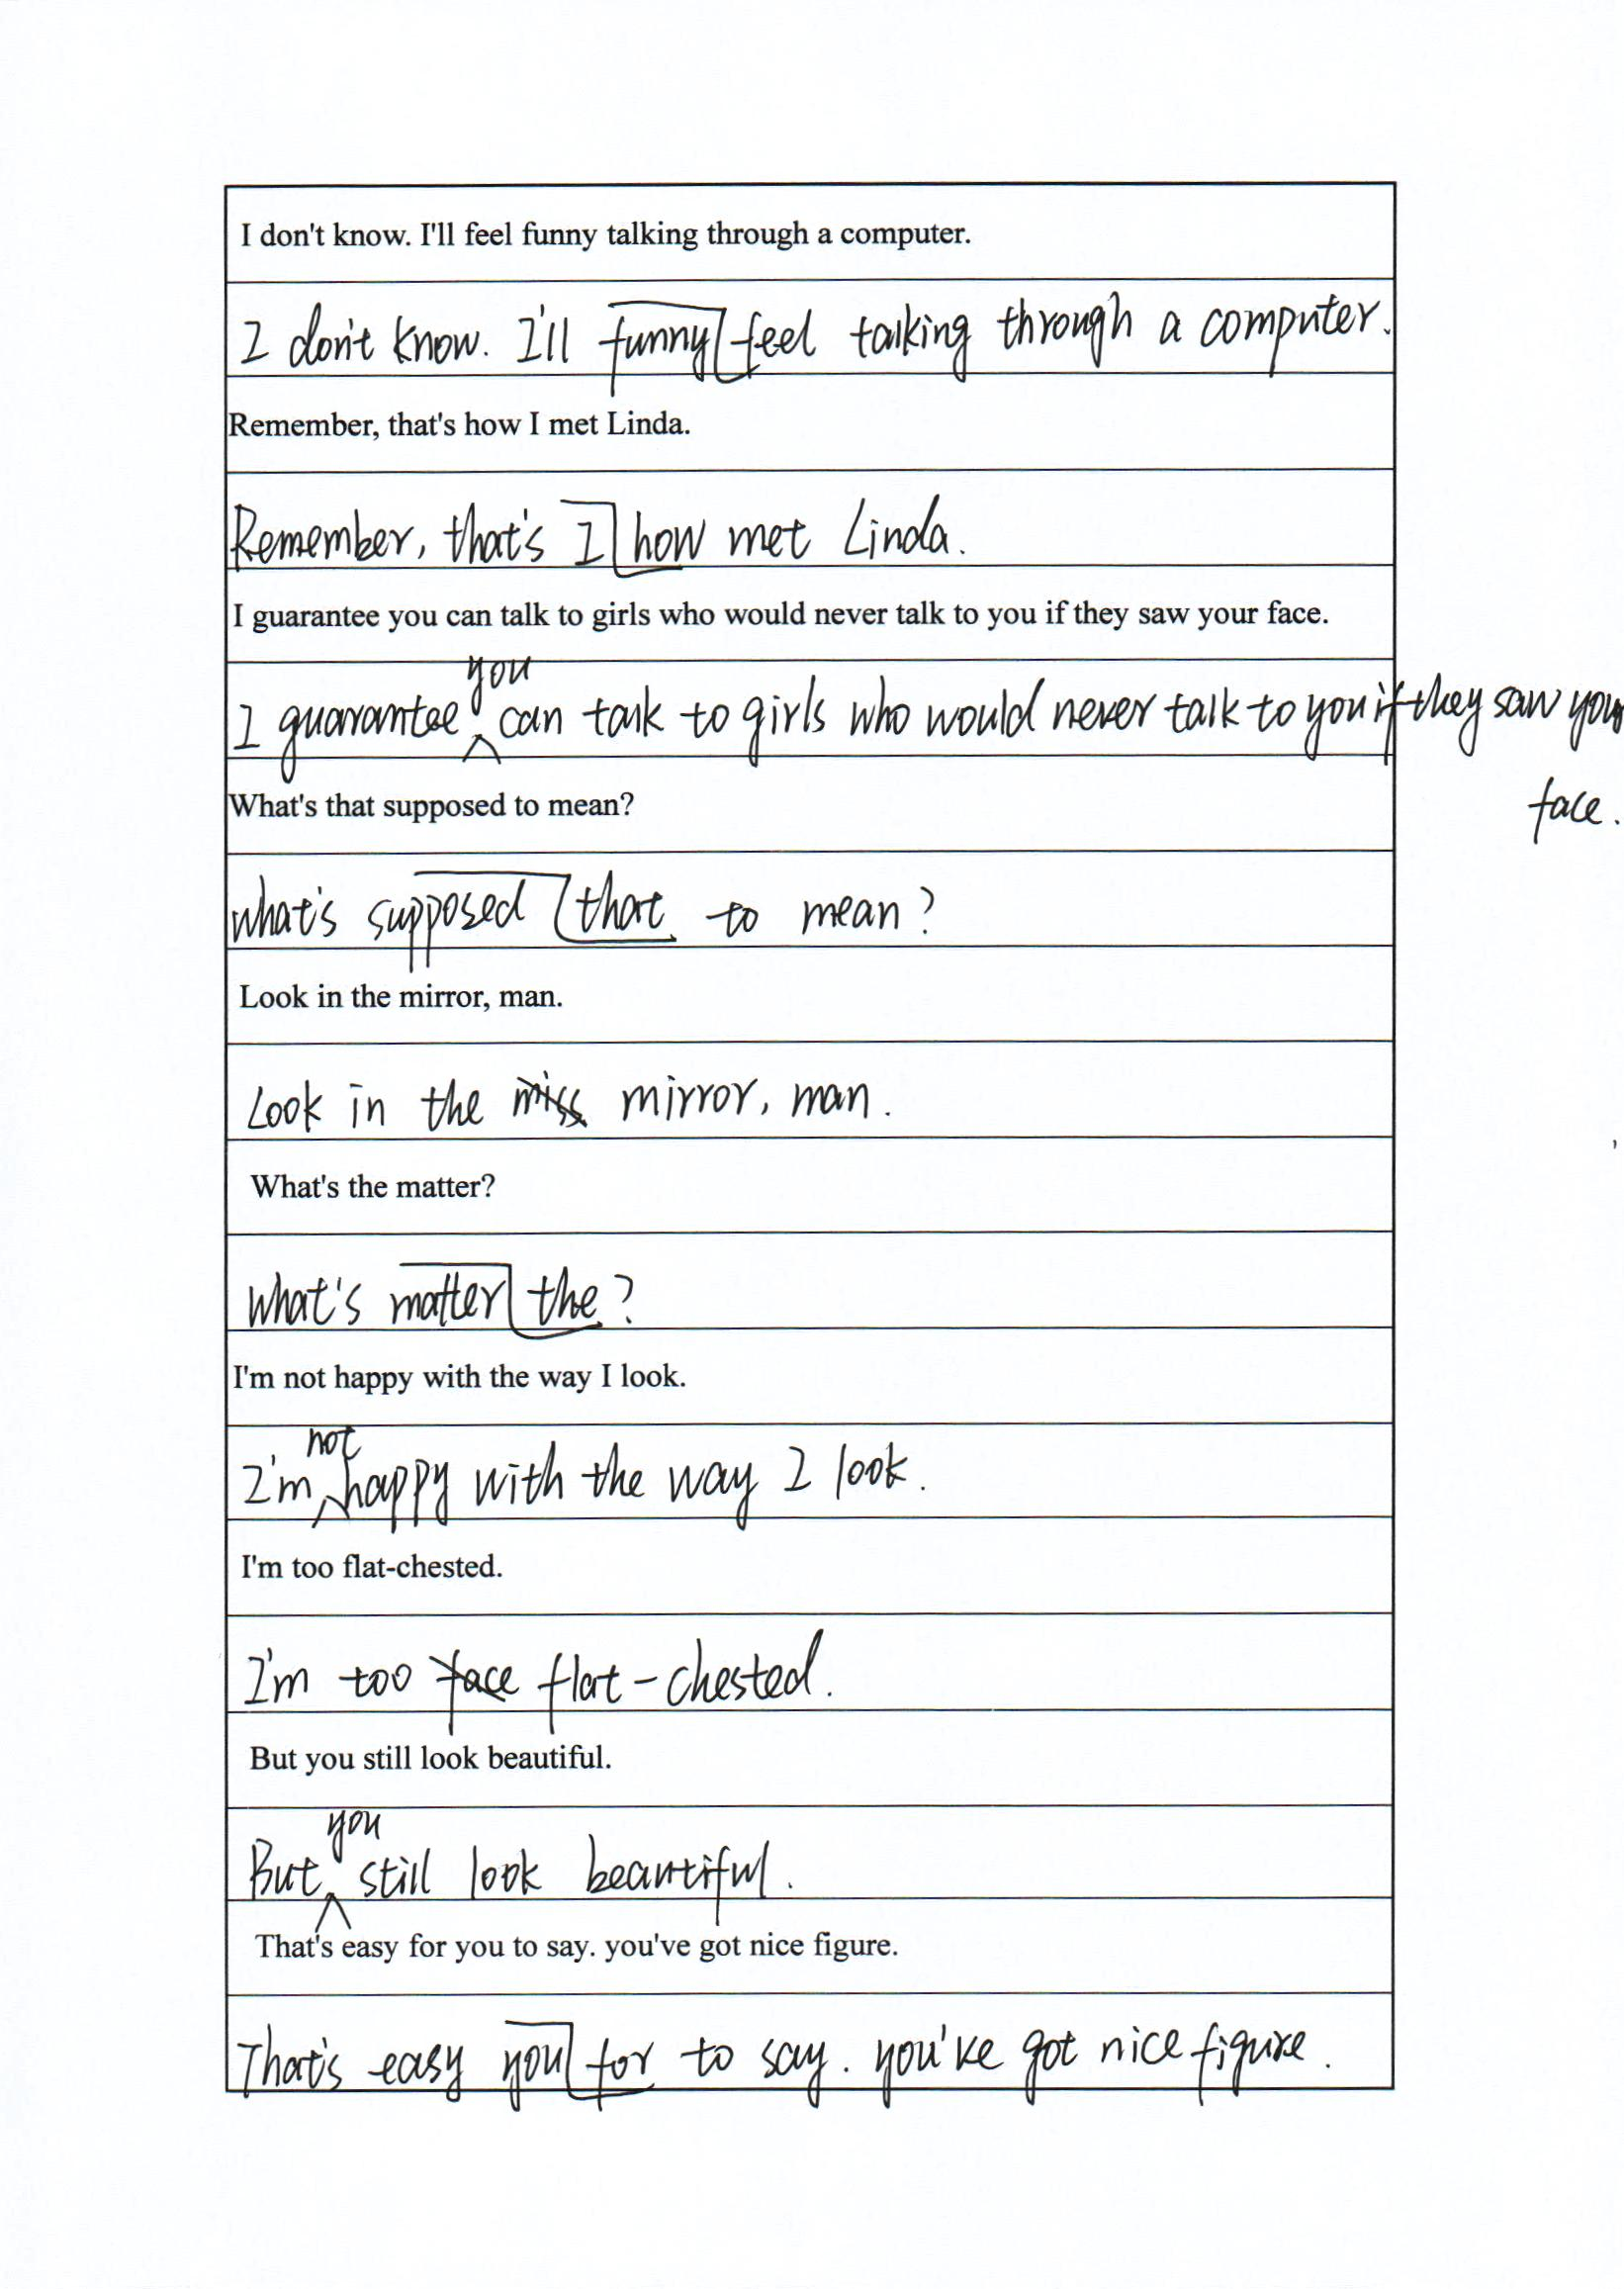 I don't know. I'll feel funny talking through a computer.
I don't know. I'll funny feel talking through a computer.
Remember, that's how I met Linda.
Remember, that's I how met Linda.
I guarantee you can talk to girls who would never talk to you if they saw your face.
I guarantee you can talk to girls who would never talk to you if they saw your
face.
What's that supposed to mean?
What's supposed that to mean?
Look in the mirror, man.
Look in the miss mirror, man.
What's the matter?
What's matter the?
I'm not happy with the way I look.
I'm not happy with the way I look.
I'm too flat-chested.
I'm too face flat-chested.
But you still look beautiful.
But you still look beautiful.
That's easy for you to say. you've got nice figure.
That's easy you for to say. you've got nice figure.